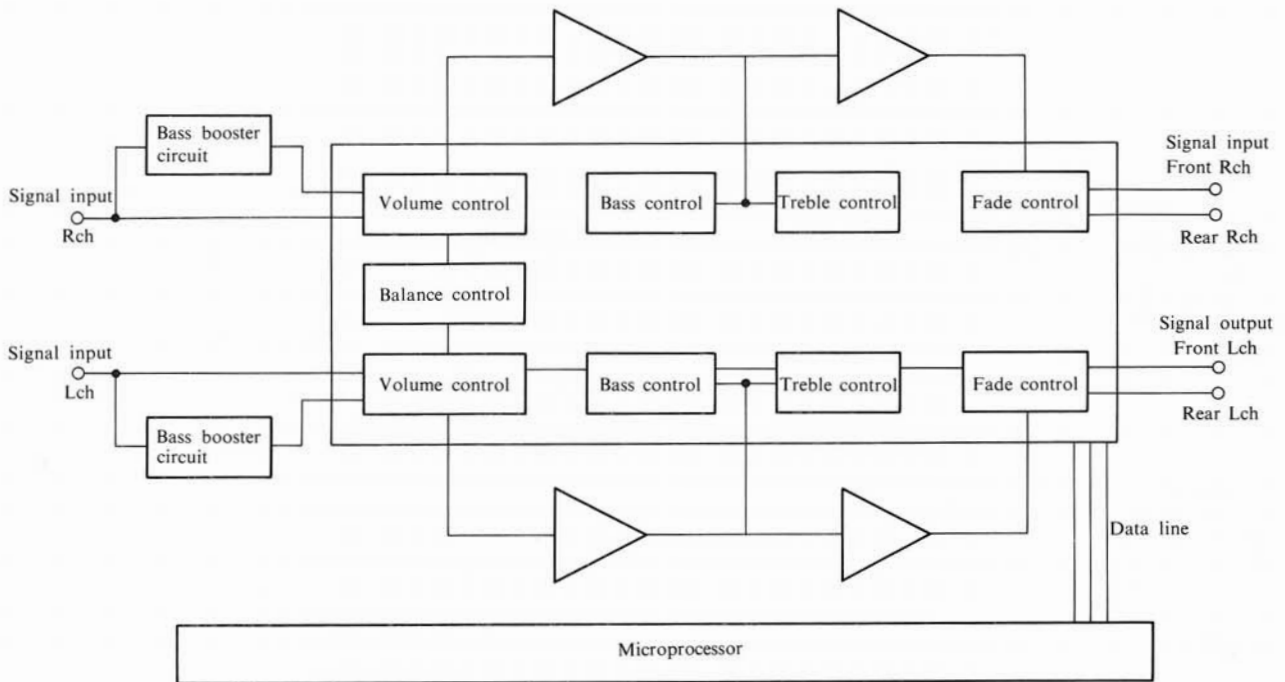 Bass booster
circuit
Signal input
Rch
Volume control
Bass control
Treble control
Fade control
Signal input
Front Rch
Rear Rch
Balance control
Signal input
Lch
Volume control
Bass control
Treble control
Fade control
Signal output
Front Lch
Rear Lch
Bass booster
circuit
Data line
Microprocessor